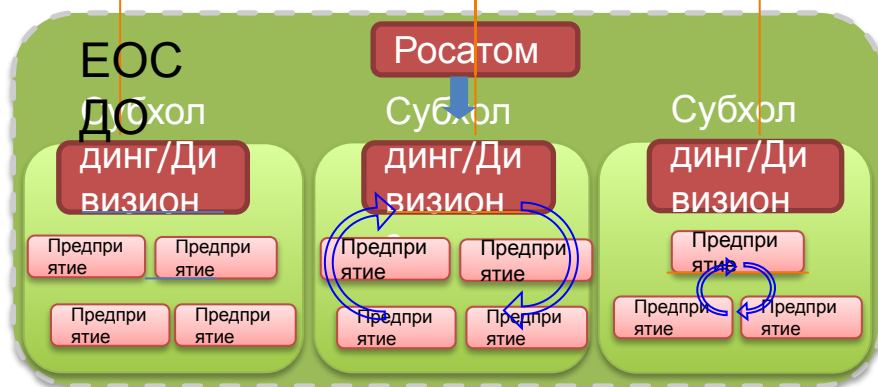 ЕОС
ДО
Росатом
Субхол
динг/Ди
визион
Субхол
динг/Ди
визион
Субхол
динг/Ди
визион
Предпри
ятие
Предпри
ятие
Предпри
ятие
Предпри
ятие
Предпри
ятие
Предпри
ятие
Предпри
ятие
Предпри
ятие
Предпри
ятие
Предпри
ятие
Предпри
ятие